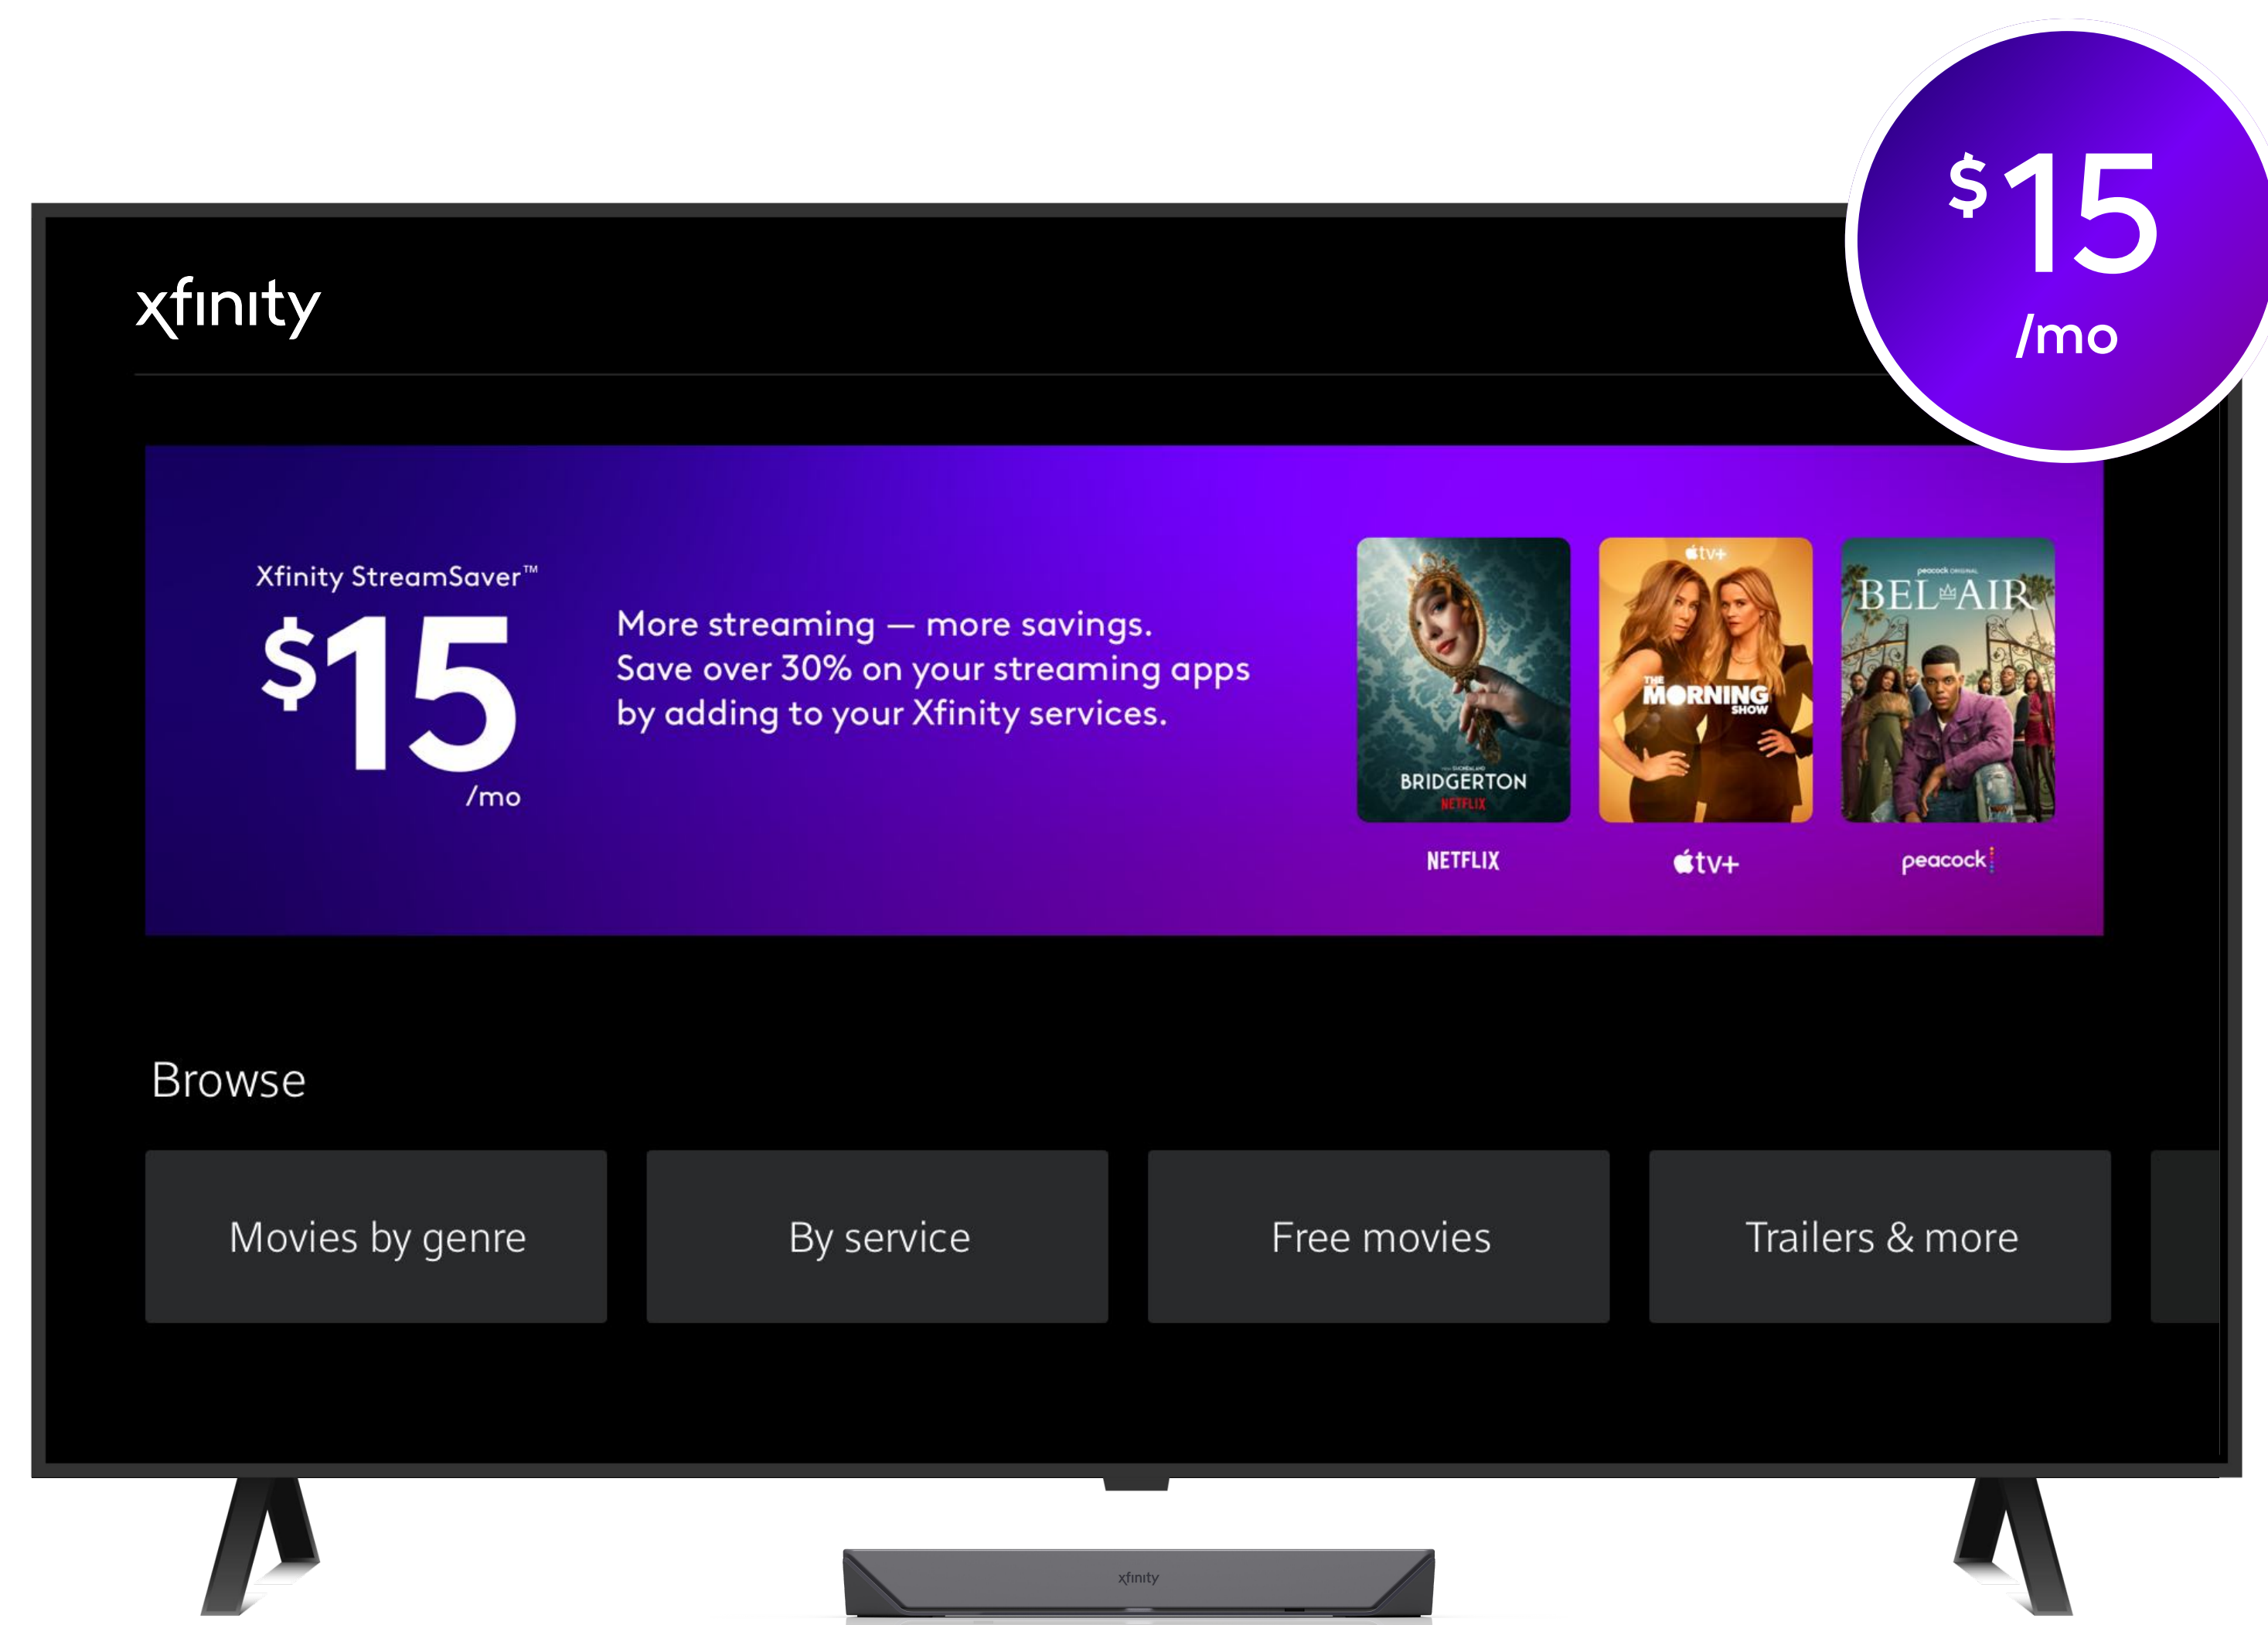 $15
/mo
xfinity
Xfinity StreamSaver™
$15
/mo
More streaming — more savings.
Save over 30% on your streaming apps
by adding to your Xfinity services.
BRIDGERTON
NETFLIX
tv+
THE
MORNING
SHOW
peacock ORIGINAL
BEL AIR
NETFLIX
tv+
peacock
Browse
Movies by genre
By service
Free movies
Trailers & more
xfinity